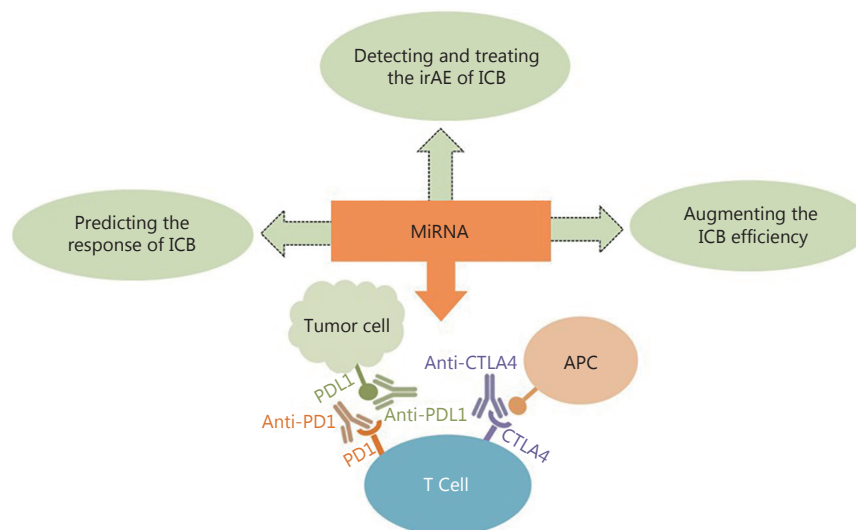 Detecting and treating
the irAE of ICB
Predicting the
response of ICB
MiRNA
Augmenting the
ICB efficiency
Tumor cell
Anti-CTLA4
APC
PDL1
Anti-PD1
Anti-PDL1
PD1
CTLA4
T Cell